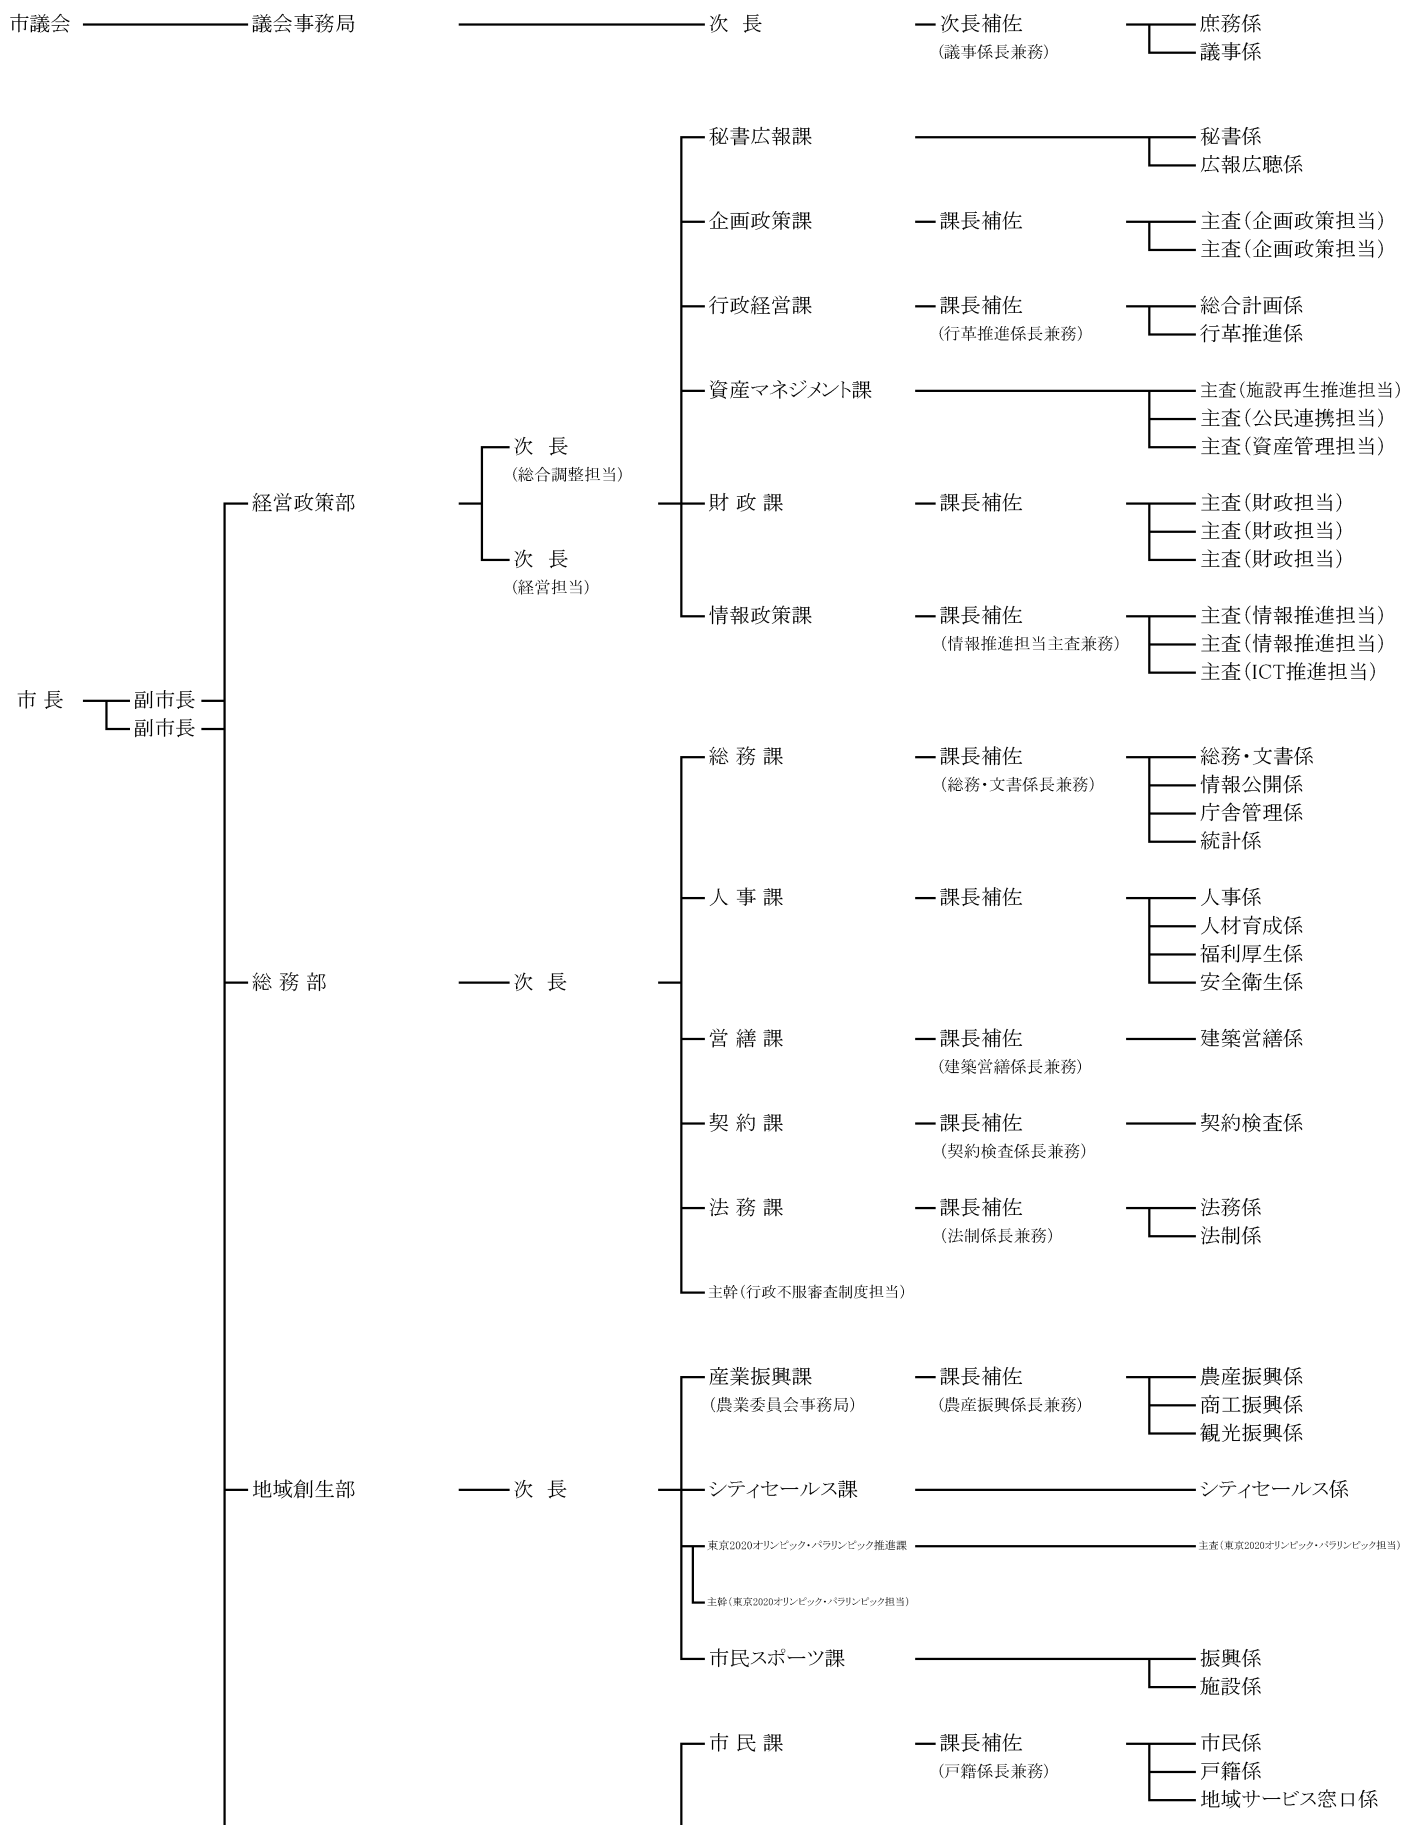 市議会 議会事務局 次 長 次長補佐 庶務係
(議事係長兼務) 議事係
秘書広報課 秘書係
広報広聴係
企画政策課 課長補佐 主査(企画政策担当)
主査(企画政策担当)
行政経営課 課長補佐 総合計画係
(行革推進係長兼務) 行革推進係
資産マネジメント課 主査(施設再生推進担当)
主査(公民連携担当)
次 長 主査(資産管理担当)
(総合調整担当)
経営政策部 財 政 課 課長補佐 主査(財政担当)
主査(財政担当)
次 長 主査(財政担当)
(経営担当)
情報政策課 課長補佐 主査(情報推進担当)
(情報推進担当主査兼務) 主査(情報推進担当)
主査(ICT推進担当)
市 長 副市長
副市長
総 務 課 課長補佐 総務・文書係
(総務・文書係長兼務) 情報公開係
庁舎管理係
統計係
人 事 課 課長補佐 人事係
人材育成係
福利厚生係
総 務 部 次 長 安全衛生係
営 繕 課 課長補佐 建築営繕係
(建築営繕係長兼務)
契 約 課 課長補佐 契約検査係
(契約検査係長兼務)
法 務 課 課長補佐 法務係
(法制係長兼務) 法制係
主幹(行政不服審査制度担当)
産業振興課 課長補佐 農産振興係
(農業委員会事務局) (農産振興係長兼務) 商工振興係
観光振興係
地域創生部 次 長 シティセールス課 シティセールス係
東京2020オリンピック・パラリンピック推進課 主査(東京2020オリンピック・パラリンピック担当)
主幹(東京2020オリンピック・パラリンピック担当)
市民スポーツ課 振興係
施設係
市 民 課 課長補佐 市民係
(戸籍係長兼務) 戸籍係
地域サービス窓口係